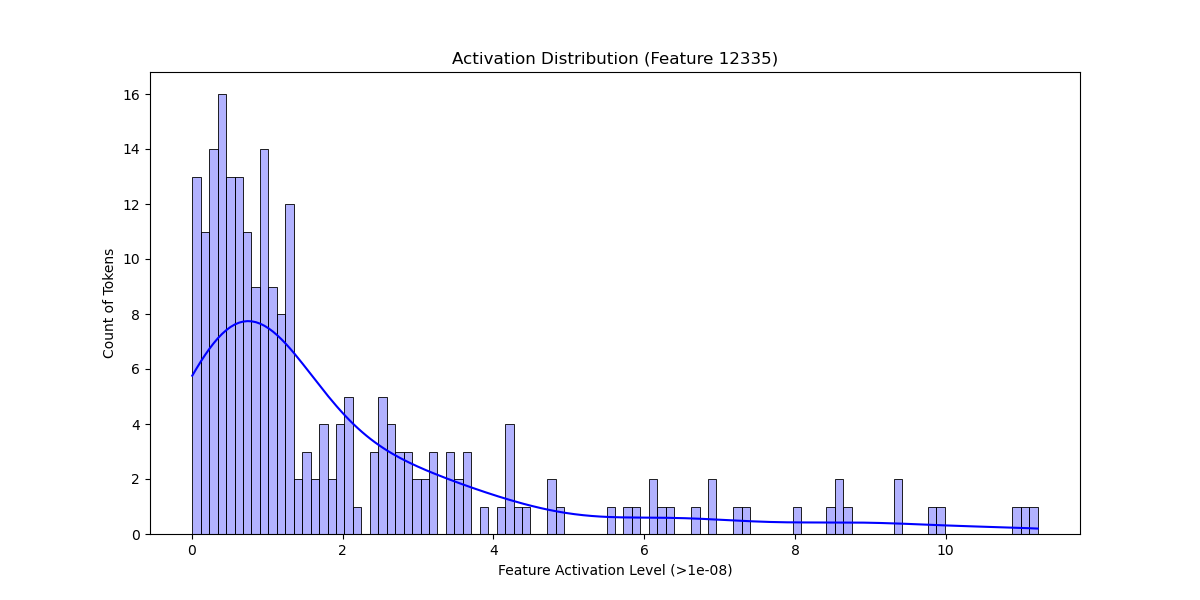 Activation Distribution (Feature 12335)
16
14
12
10
8
6
4
2
0
Count of Tokens
0 2 4 6 8 10
Feature Activation Level (>1e-08)